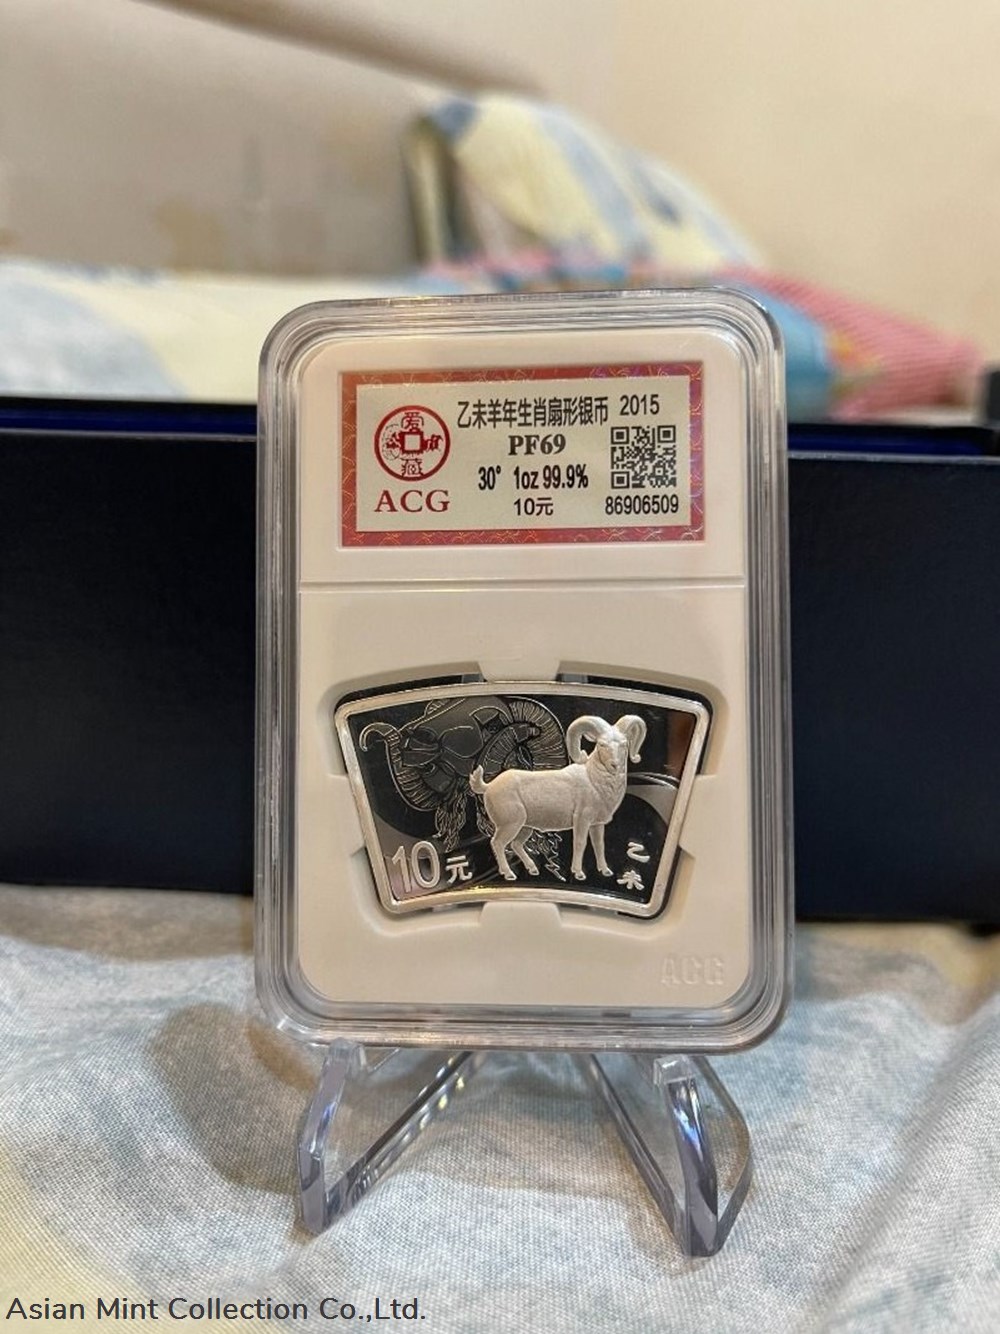 爱藏
ACG
乙未羊年生肖扇形银币 2015
PF69
30° 1oz 99.9%
10元
86906509
10元
乙未
ACG
Asian Mint Collection Co.,Ltd.